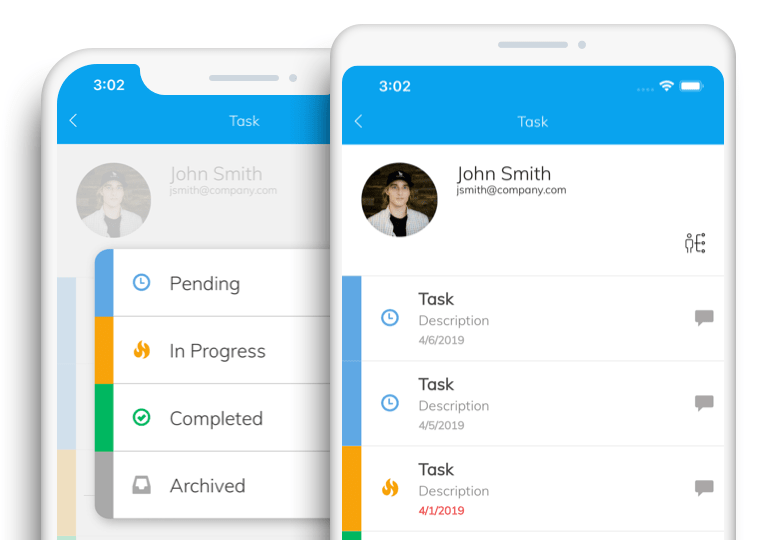 3:02
Task
John Smith
jsmith@company.com
Pending
In Progress
Completed
Archived
3:02
Task
John Smith
jsmith@company.com
Task
Description
4/6/2019
Task
Description
4/5/2019
Task
Description
4/1/2019